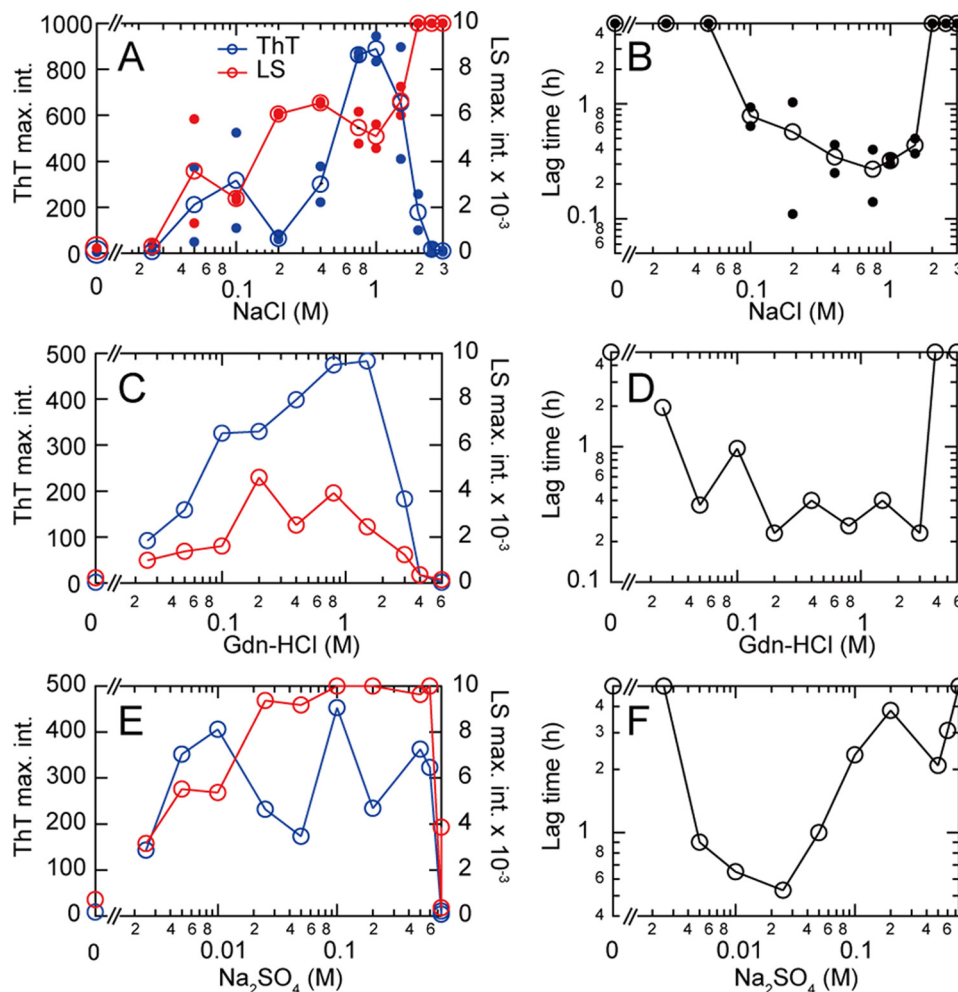 A
ThT
LS
ThT max. int.
1000
800
600
400
200
0
LS max. int. x 10-3
10
8
6
4
2
0
0
2 4 6 8 0.1 2 4 6 8 1 2 3
NaCl (M)
B
Lag time (h)
4
2
1
8
6
4
2
0.1
8
6
0
2 4 6 8 0.1 2 4 6 8 1 2 3
NaCl (M)
C
ThT max. int.
500
400
300
200
100
0
LS max. int. x 10-3
10
8
6
4
2
0
0
2 4 6 8 0.1 2 4 6 8 1 2 4 6
Gdn-HCl (M)
D
Lag time (h)
4
2
1
8
6
4
2
0.1
0
2 4 6 8 0.1 2 4 6 8 1 2 4 6
Gdn-HCl (M)
E
ThT max. int.
500
400
300
200
100
0
LS max. int. x 10-3
10
8
6
4
2
0
0
2 4 6 8 0.01 2 4 6 8 0.1 2 4 6
Na2SO4 (M)
F
Lag time (h)
5
4
3
2
1
8
6
4
0
2 4 6 8 0.01 2 4 6 8 0.1 2 4 6
Na2SO4 (M)